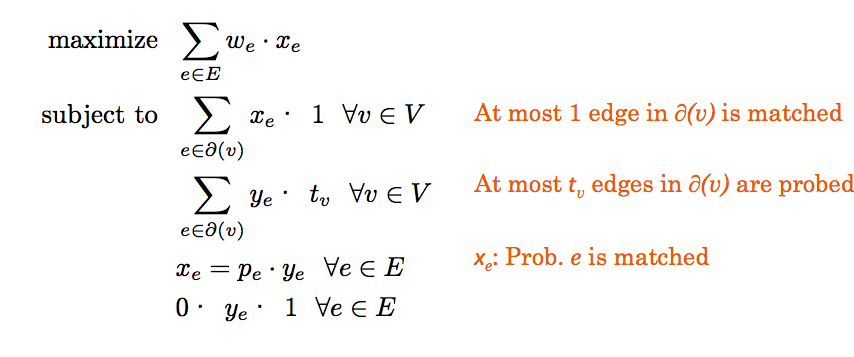 maximize ∑_{e∈E} w_e · x_e
subject to ∑_{e∈∂(v)} x_e · 1 ∀v ∈ V At most 1 edge in ∂(v) is matched
∑_{e∈∂(v)} y_e · t_v ∀v ∈ V At most t_v edges in ∂(v) are probed
x_e = p_e · y_e ∀e ∈ E x_e: Prob. e is matched
0 · y_e · 1 ∀e ∈ E